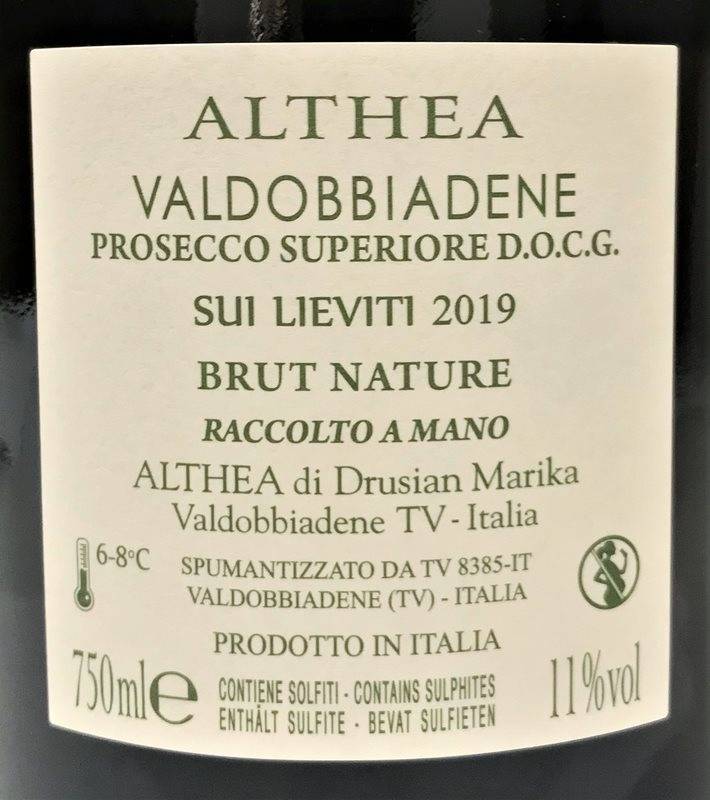 ALTHEA
VALDOBBIADENE
PROSECCO SUPERIORE D.O.C.G.
SUI LIEVITI 2019
BRUT NATURE
RACCOLTO A MANO
ALTHEA di Drusian Marika
Valdobbiadene TV - Italia
6-8°C
SPUMANTIZZATO DA TV 8385-IT
VALDOBBIADENE (TV) - ITALIA
PRODOTTO IN ITALIA
750ml e
CONTIENE SOLFITI - CONTAINS SULPHITES
ENTHÄLT SULFITE - BEVAT SULFIETEN
11%vol